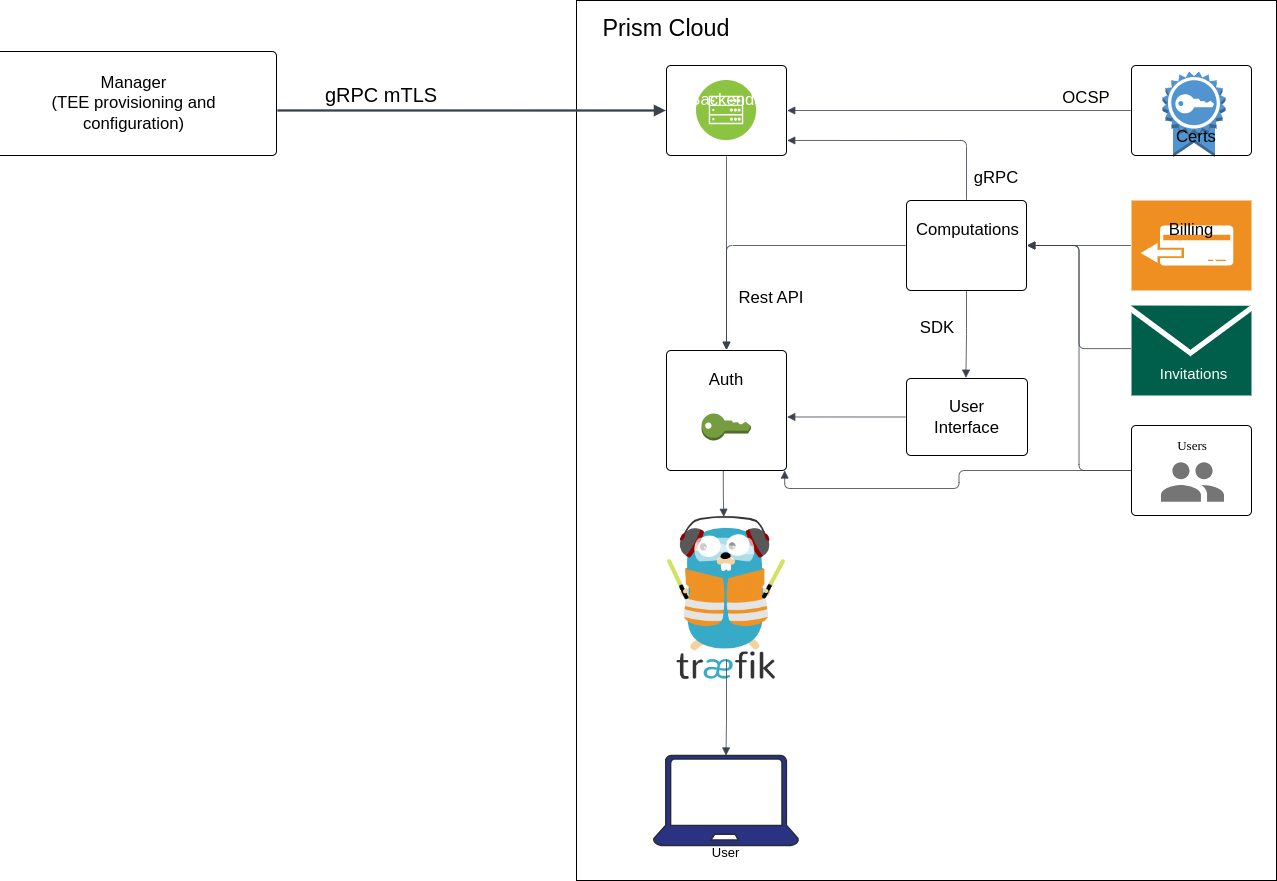 Prism Cloud
Manager
(TEE provisioning and
configuration)
gRPC mTLS
Backend
OCSP
Certs
gRPC
Computations
Billing
Rest API
SDK
Invitations
Auth
User
Interface
Users
træfik
User